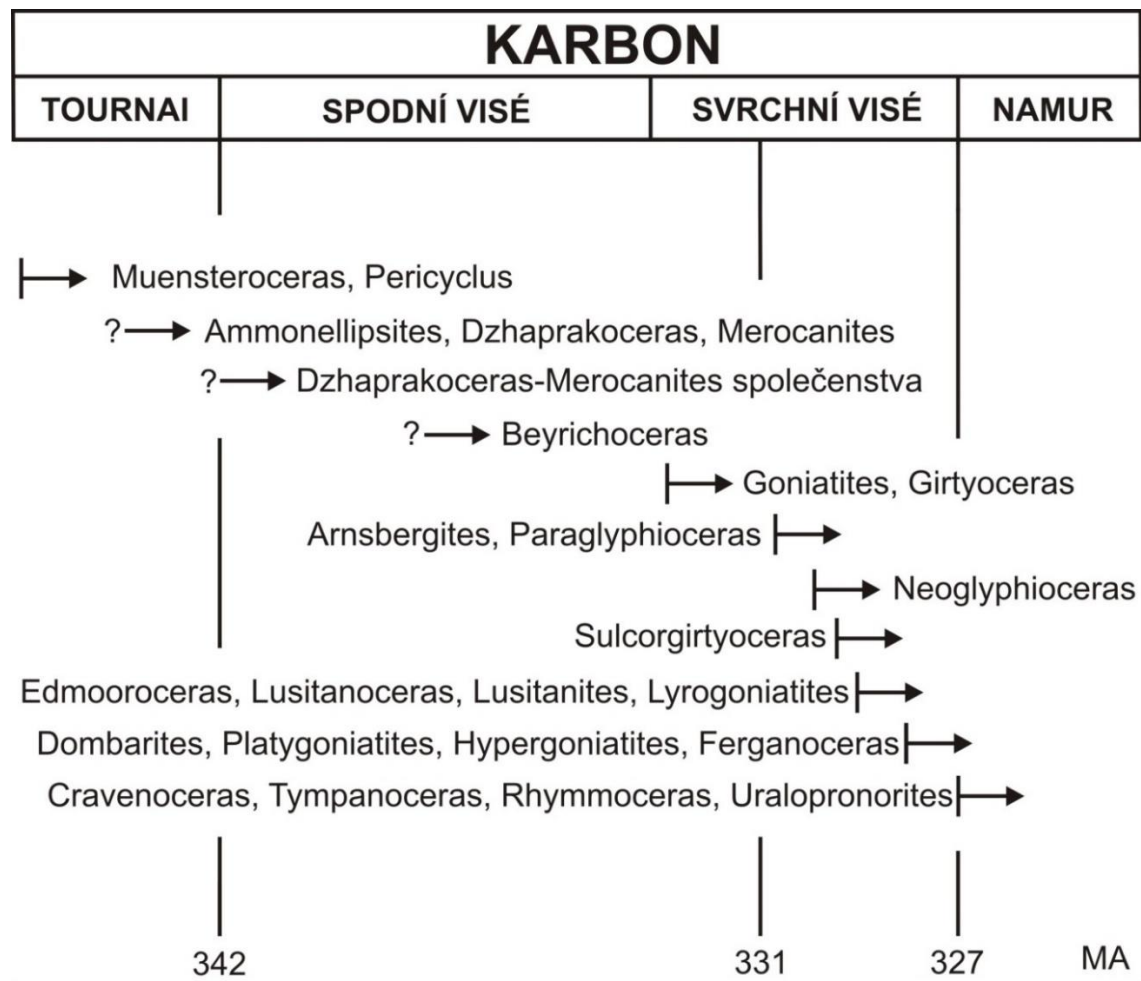 KARBON
TOURNAI SPODNÍ VISÉ SVRCHNÍ VISÉ NAMUR
Muensteroceras, Pericyclus
? Ammonellipsites, Dzhaprakoceras, Merocanites
? Dzhaprakoceras-Merocanites společenstva
? Beyrichoceras
Goniatites, Girtyoceras
Arnsbergites, Paraglyphioceras
Neoglyphioceras
Sulcorgirtyoceras
Edmooroceras, Lusitanoceras, Lusitanites, Lyrogoniatites
Dombarites, Platygoniatites, Hypergoniatites, Ferganoceras
Cravenoceras, Tympanoceras, Rhymmoceras, Uralopronorites
342 331 327 MA